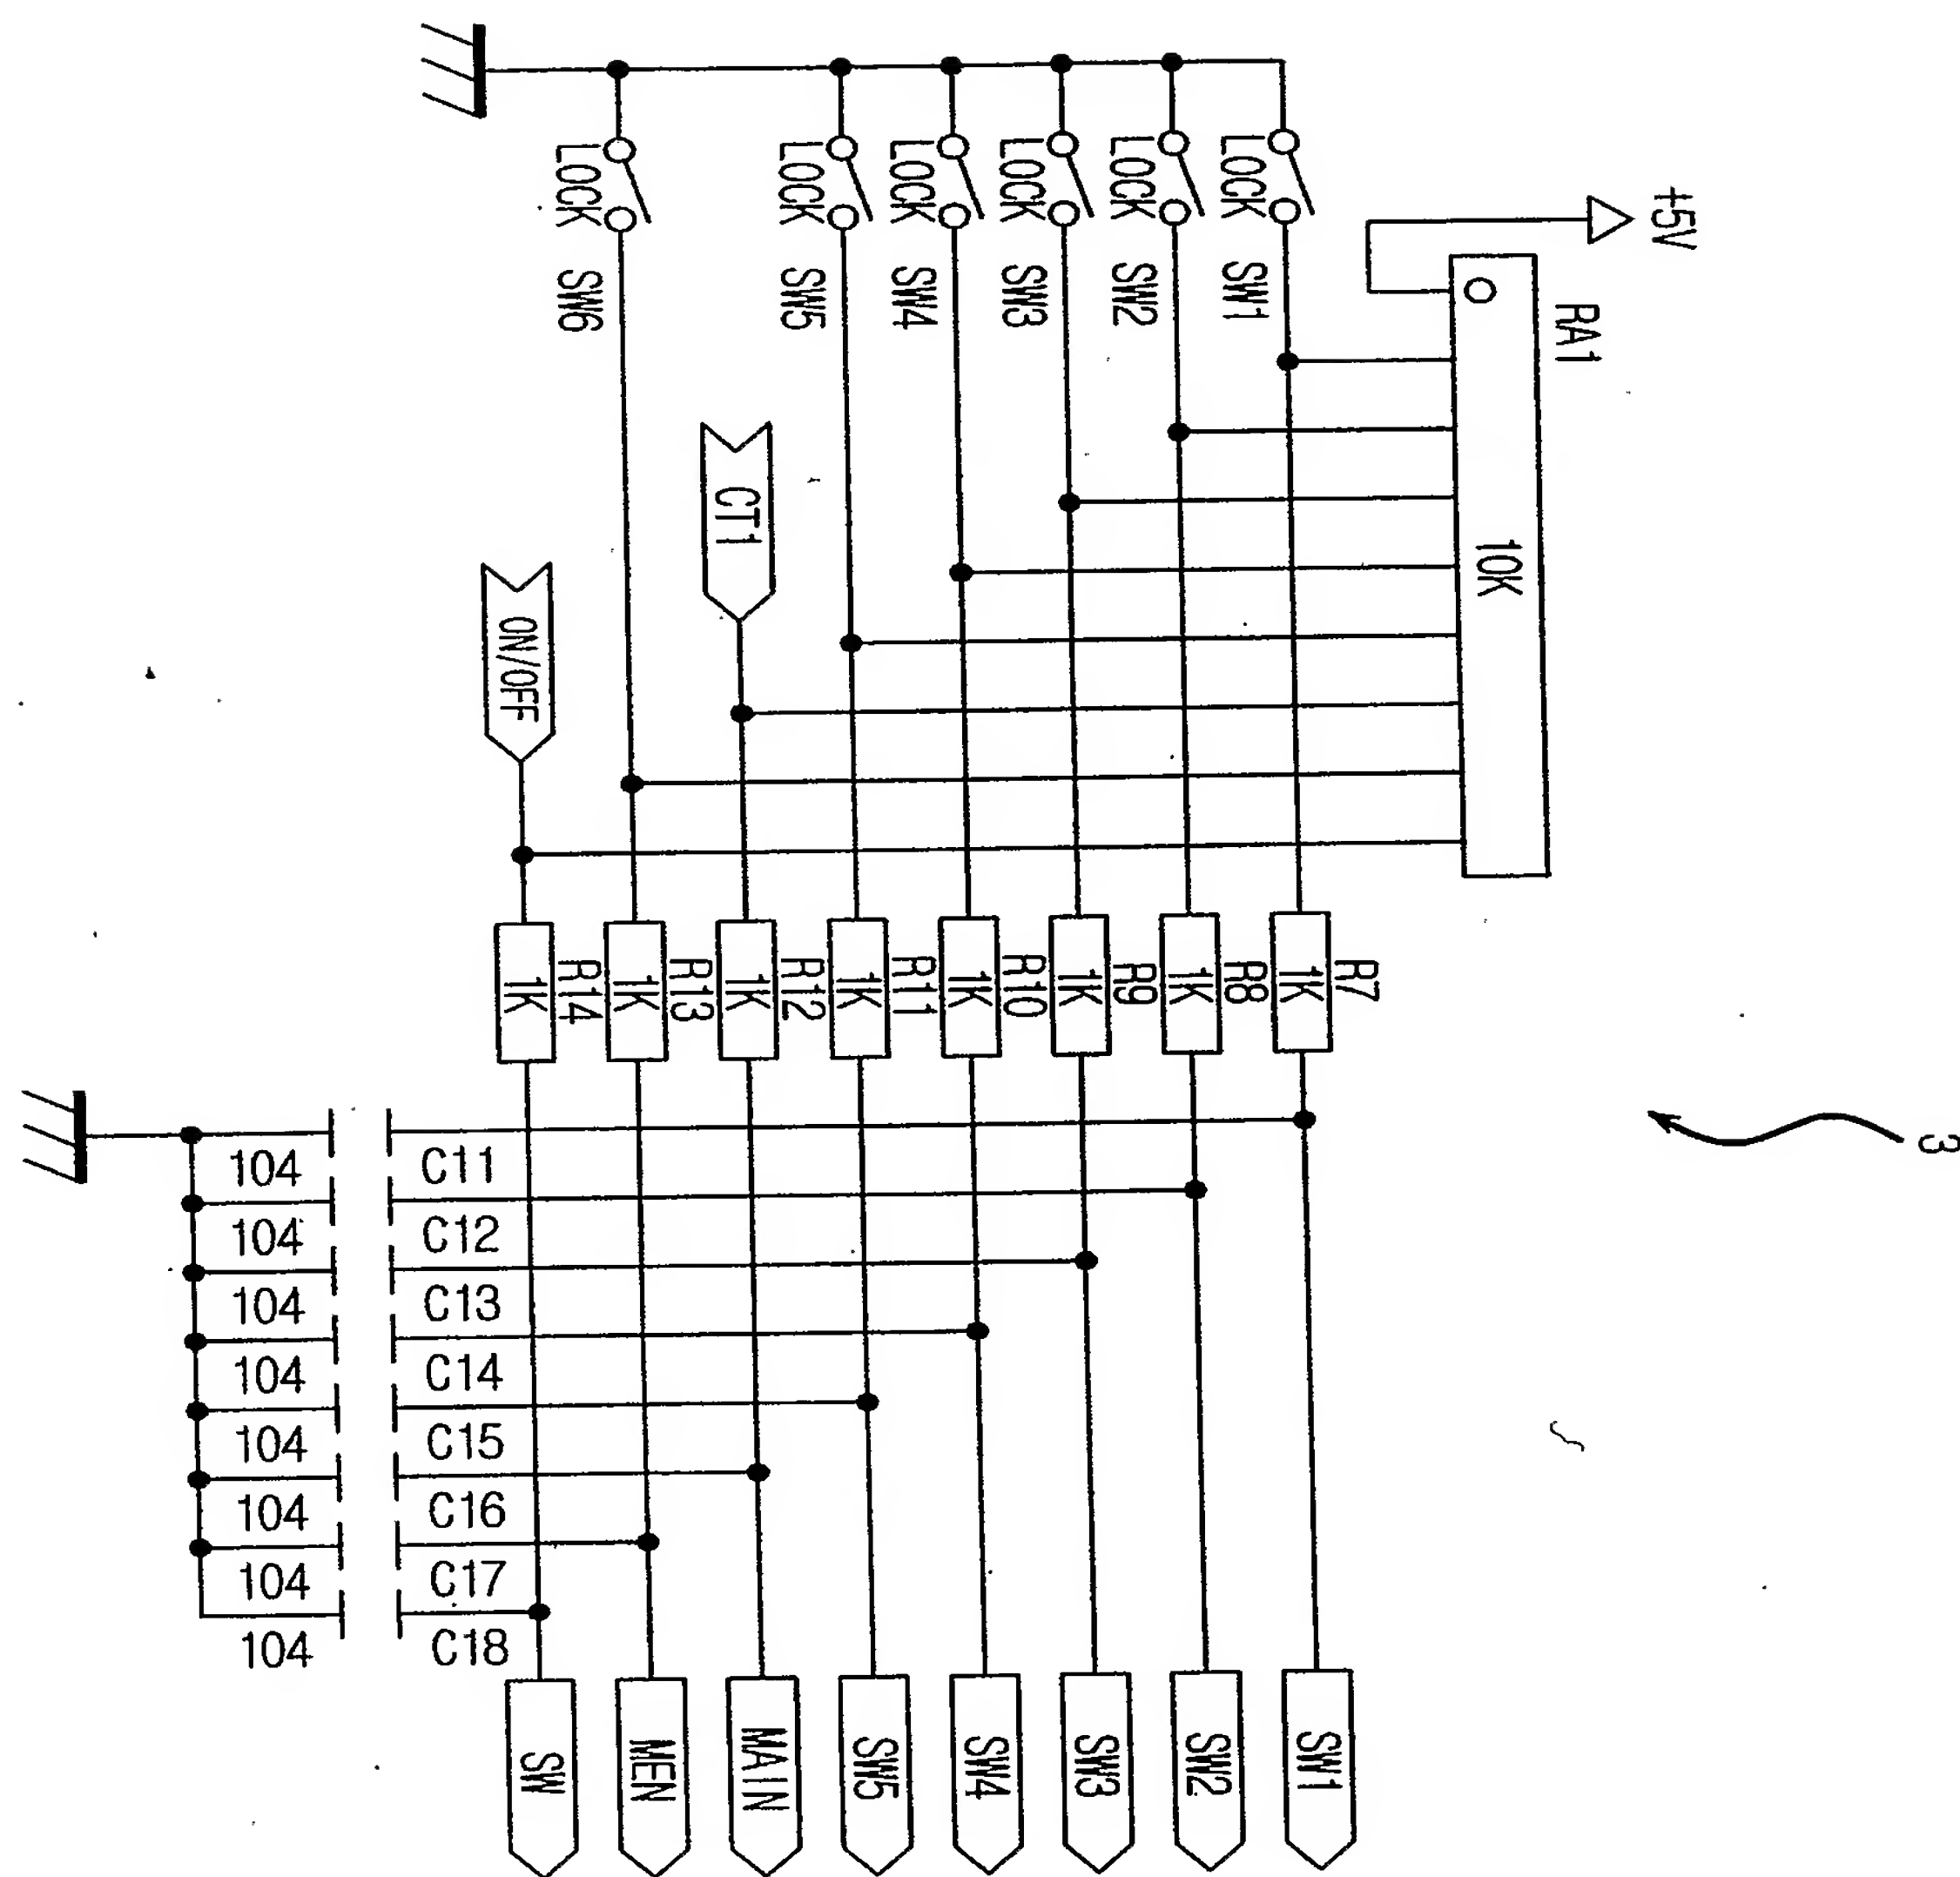 +5V
RA1
10K
LOCK SW1
LOCK SW2
LOCK SW3
LOCK SW4
LOCK SW5
LOCK SW6
CT1
ON/OFF
R7
1K
R8
1K
R9
1K
R10
1K
R11
1K
R12
1K
R13
1K
R14
1K
3
104 C11
104 C12
104 C13
104 C14
104 C15
104 C16
104 C17
104 C18
SW1
SW2
SW3
SW4
SW5
MAIN
MEN
SW